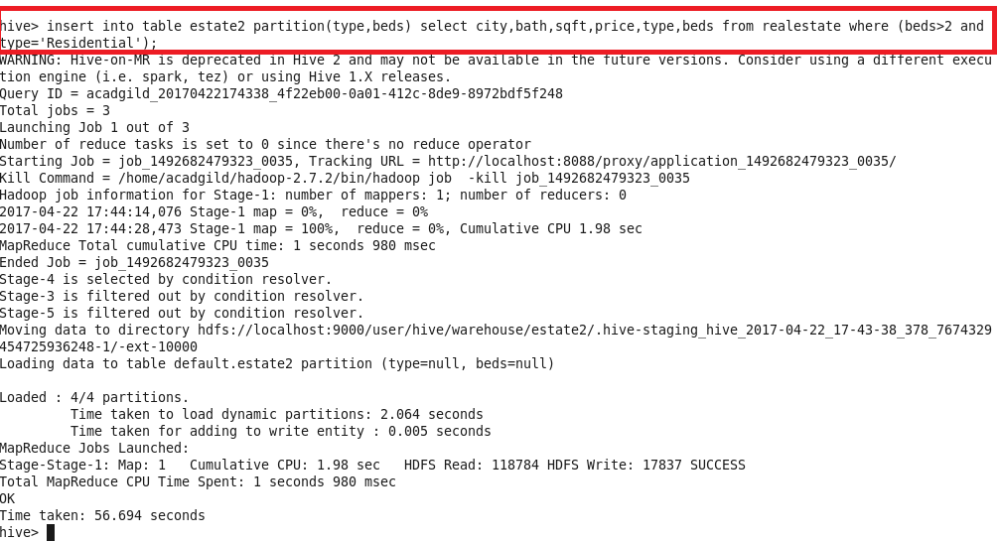 hive> insert into table estate2 partition(type,beds) select city,bath,sqft,price,type,beds from realestate where (beds>2 and
type='Residential');
WARNING: Hive-on-MR is deprecated in Hive 2 and may not be available in the future versions. Consider using a different execu
tion engine (i.e. spark, tez) or using Hive 1.X releases.
Query ID = acadgild_20170422174338_4f22eb00-0a01-412c-8de9-8972bdf5f248
Total jobs = 3
Launching Job 1 out of 3
Number of reduce tasks is set to 0 since there's no reduce operator
Starting Job = job_1492682479323_0035, Tracking URL = http://localhost:8088/proxy/application_1492682479323_0035/
Kill Command = /home/acadgild/hadoop-2.7.2/bin/hadoop job  -kill job_1492682479323_0035
Hadoop job information for Stage-1: number of mappers: 1; number of reducers: 0
2017-04-22 17:44:14,076 Stage-1 map = 0%,  reduce = 0%
2017-04-22 17:44:28,473 Stage-1 map = 100%,  reduce = 0%, Cumulative CPU 1.98 sec
MapReduce Total cumulative CPU time: 1 seconds 980 msec
Ended Job = job_1492682479323_0035
Stage-4 is selected by condition resolver.
Stage-3 is filtered out by condition resolver.
Stage-5 is filtered out by condition resolver.
Moving data to directory hdfs://localhost:9000/user/hive/warehouse/estate2/.hive-staging_hive_2017-04-22_17-43-38_378_7674329
454725936248-1/-ext-10000
Loading data to table default.estate2 partition (type=null, beds=null)

Loaded : 4/4 partitions.
         Time taken to load dynamic partitions: 2.064 seconds
         Time taken for adding to write entity : 0.005 seconds
MapReduce Jobs Launched:
Stage-Stage-1: Map: 1   Cumulative CPU: 1.98 sec   HDFS Read: 118784 HDFS Write: 17837 SUCCESS
Total MapReduce CPU Time Spent: 1 seconds 980 msec
OK
Time taken: 56.694 seconds
hive>